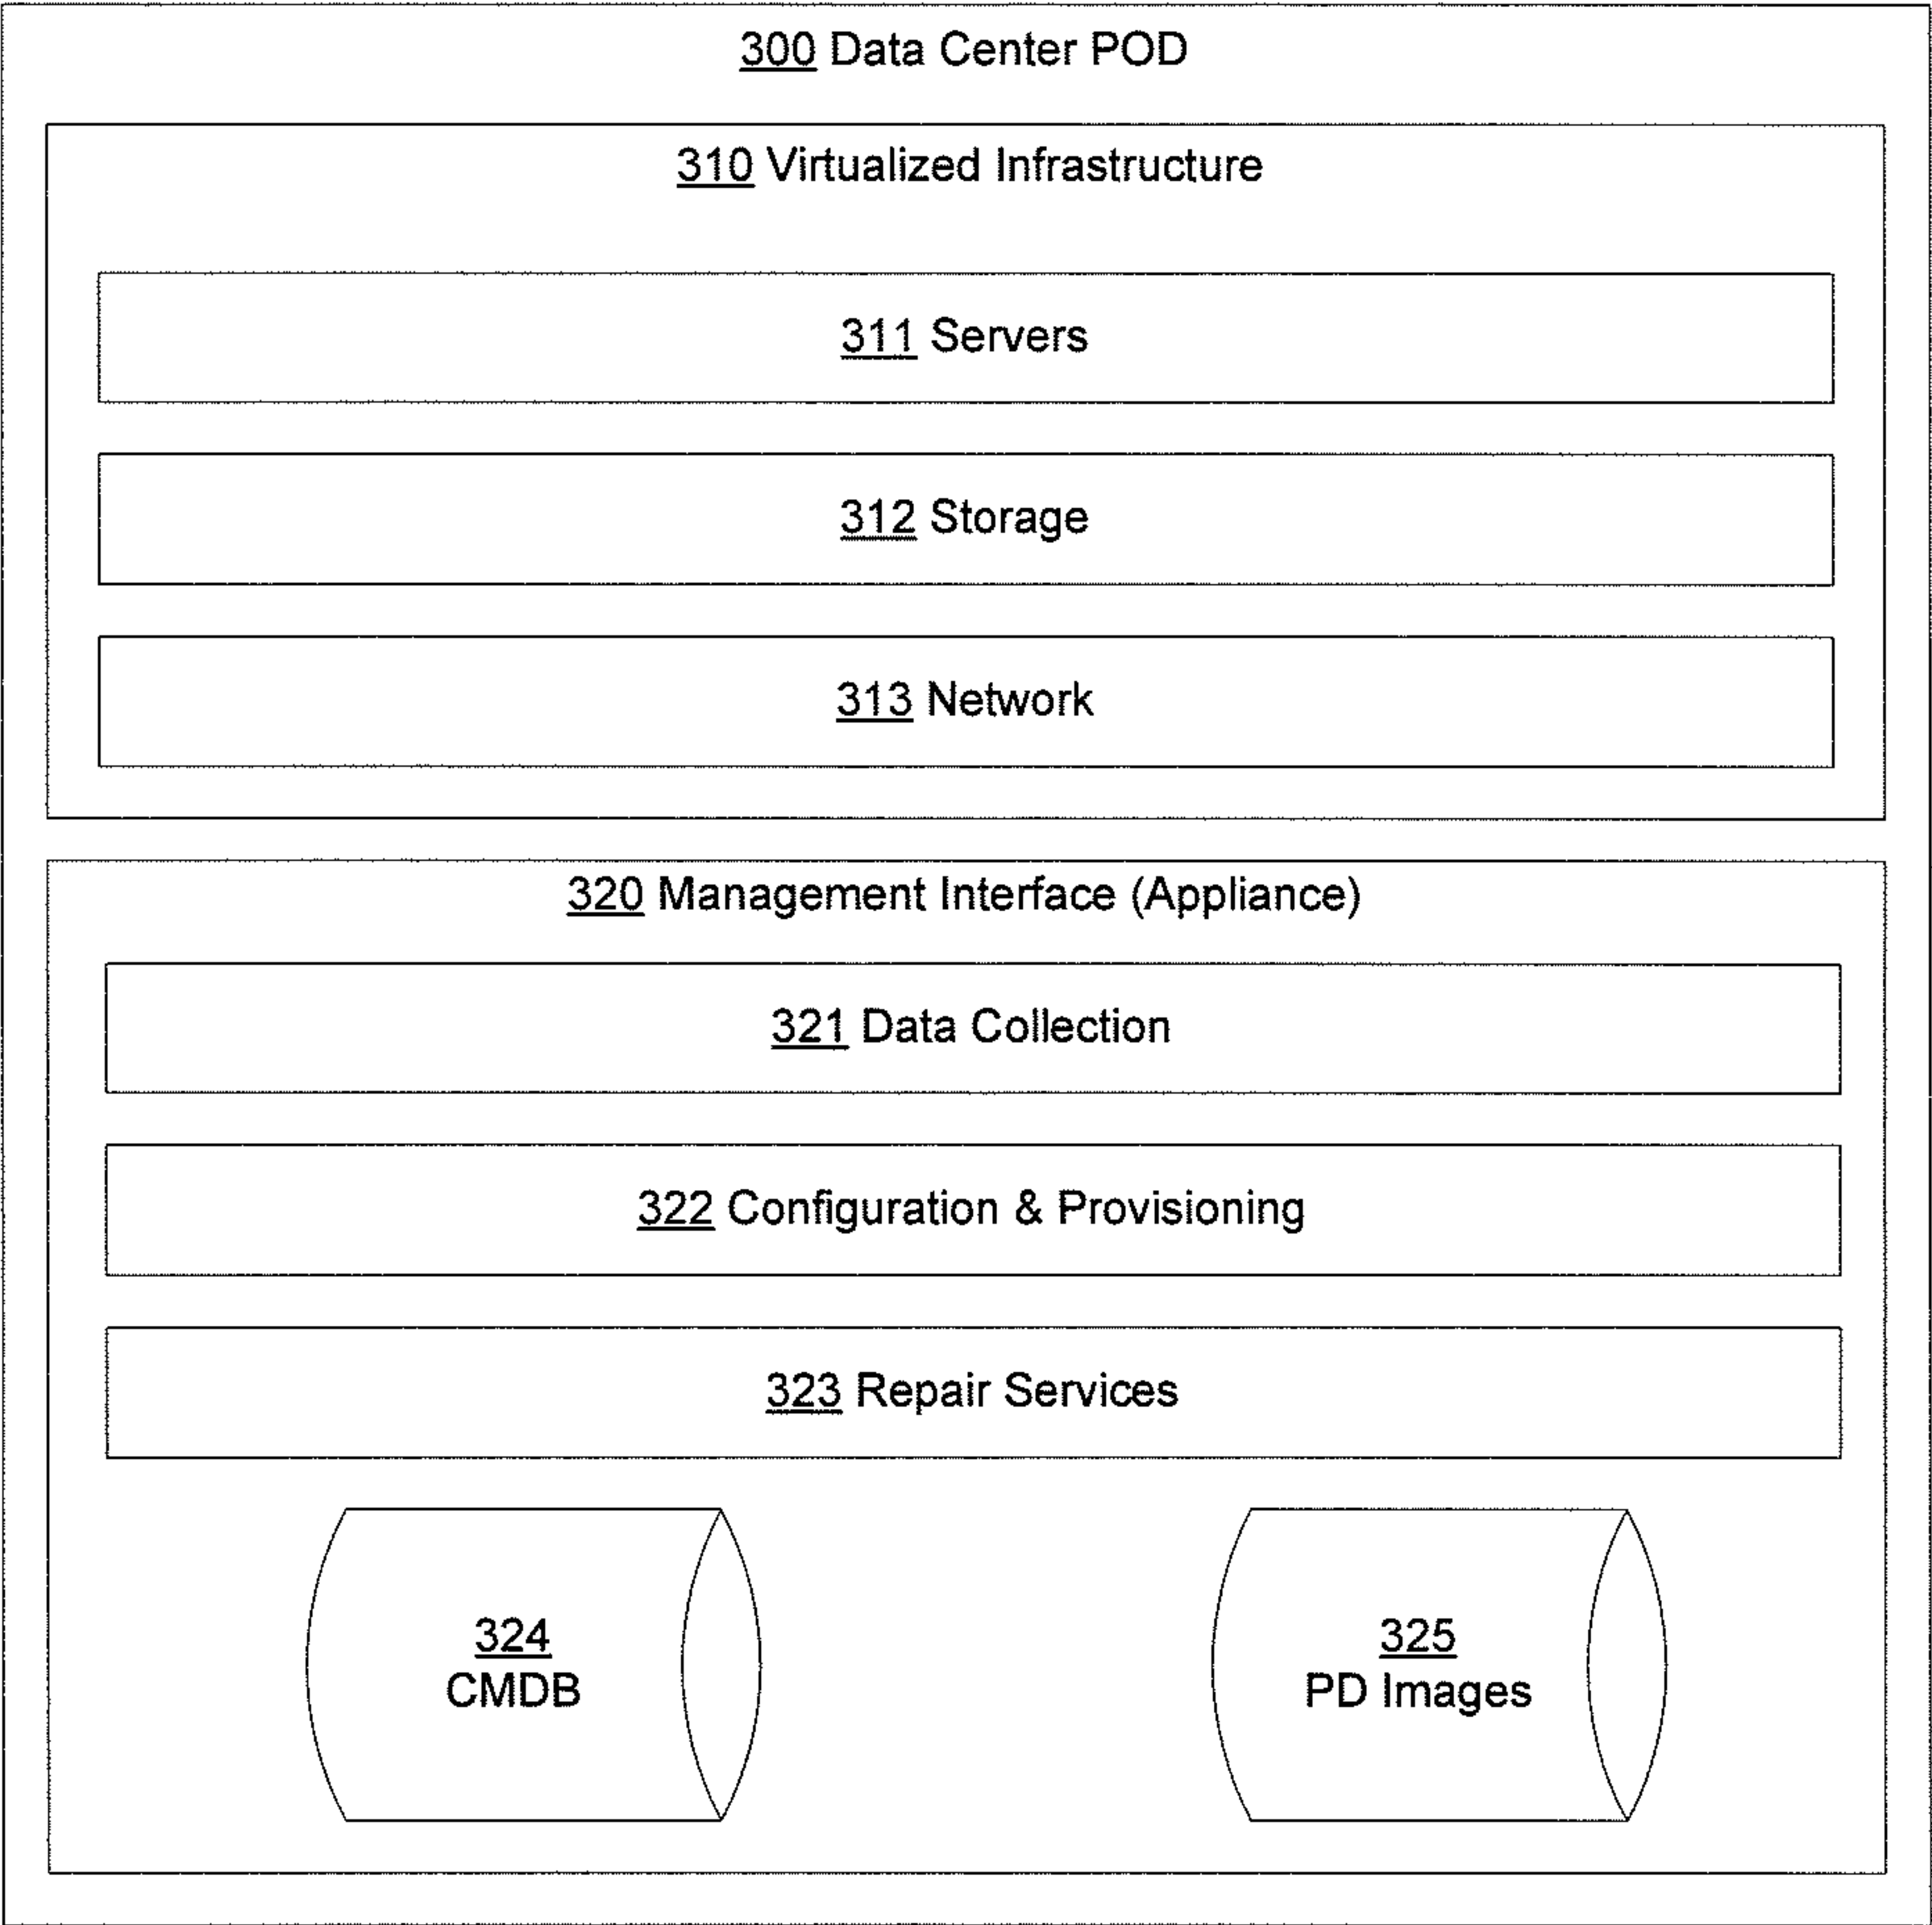 300 Data Center POD
310 Virtualized Infrastructure
311 Servers
312 Storage
313 Network
320 Management Interface (Appliance)
321 Data Collection
322 Configuration & Provisioning
323 Repair Services
324
CMDB
325
PD Images